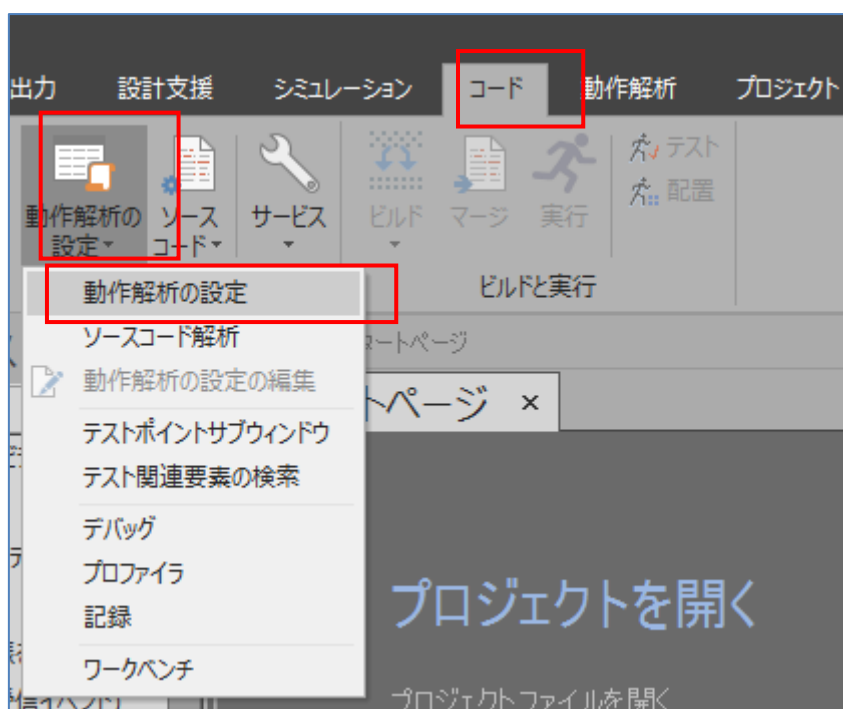 出力 設計支援 シミュレーション コード 動作解析 プロジェクト
動作解析の
設定
ソース
コード
サービス
ビルド
マージ
実行
テスト
配置
ビルドと実行
動作解析の設定
ソースコード解析
動作解析の設定の編集
テストポイントサブウィンドウ
テスト関連要素の検索
デバッグ
プロファイラ
記録
ワークベンチ
タートページ
トページ ×
プロジェクトを開く
プロジェクトファイルを開く